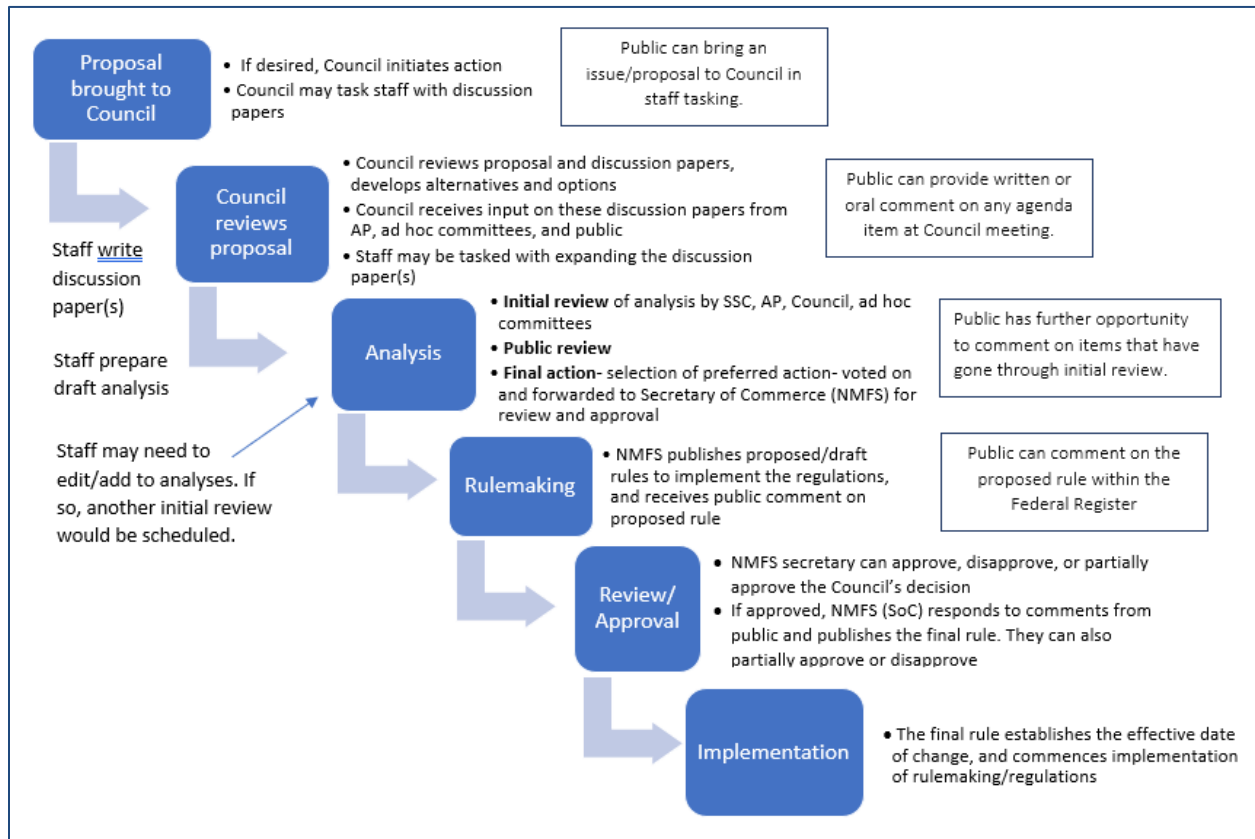 Proposal
brought to
Council
• If desired, Council initiates action
• Council may task staff with discussion
papers
Public can bring an
issue/proposal to Council in
staff tasking.
Staff write
discussion
paper(s)
Council
reviews
proposal
• Council reviews proposal and discussion papers,
develops alternatives and options
• Council receives input on these discussion papers from
AP, ad hoc committees, and public
• Staff may be tasked with expanding the discussion
paper(s)
Public can provide written or
oral comment on any agenda
item at Council meeting.
Staff prepare
draft analysis
Analysis
• Initial review of analysis by SSC, AP, Council, ad hoc
committees
• Public review
• Final action- selection of preferred action- voted on
and forwarded to Secretary of Commerce (NMFS) for
review and approval
Public has further opportunity
to comment on items that have
gone through initial review.
Staff may need to
edit/add to analyses. If
so, another initial review
would be scheduled.
Rulemaking
• NMFS publishes proposed/draft
rules to implement the regulations,
and receives public comment on
proposed rule
Public can comment on the
proposed rule within the
Federal Register
Review/
Approval
• NMFS secretary can approve, disapprove, or partially
approve the Council's decision
• If approved, NMFS (SoC) responds to comments from
public and publishes the final rule. They can also
partially approve or disapprove
Implementation
• The final rule establishes the effective date
of change, and commences implementation
of rulemaking/regulations